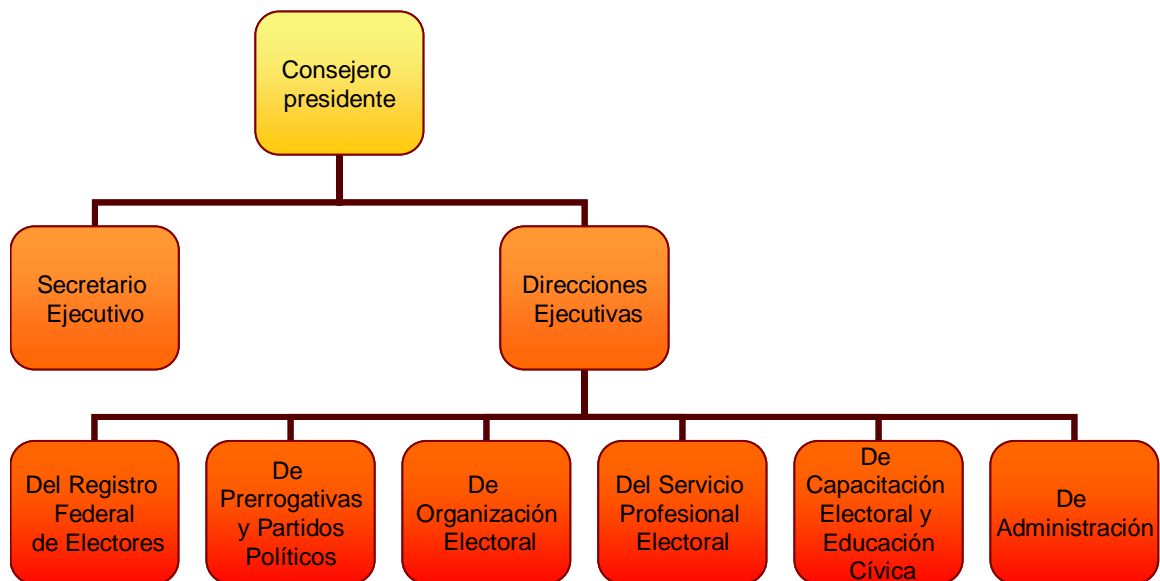 Consejero
presidente
Secretario
Ejecutivo
Direcciones
Ejecutivas
Del Registro
Federal
de Electores
De
Prerrogativas
y Partidos
Políticos
De
Organización
Electoral
Del Servicio
Profesional
Electoral
De
Capacitación
Electoral y
Educación
Cívica
De
Administración